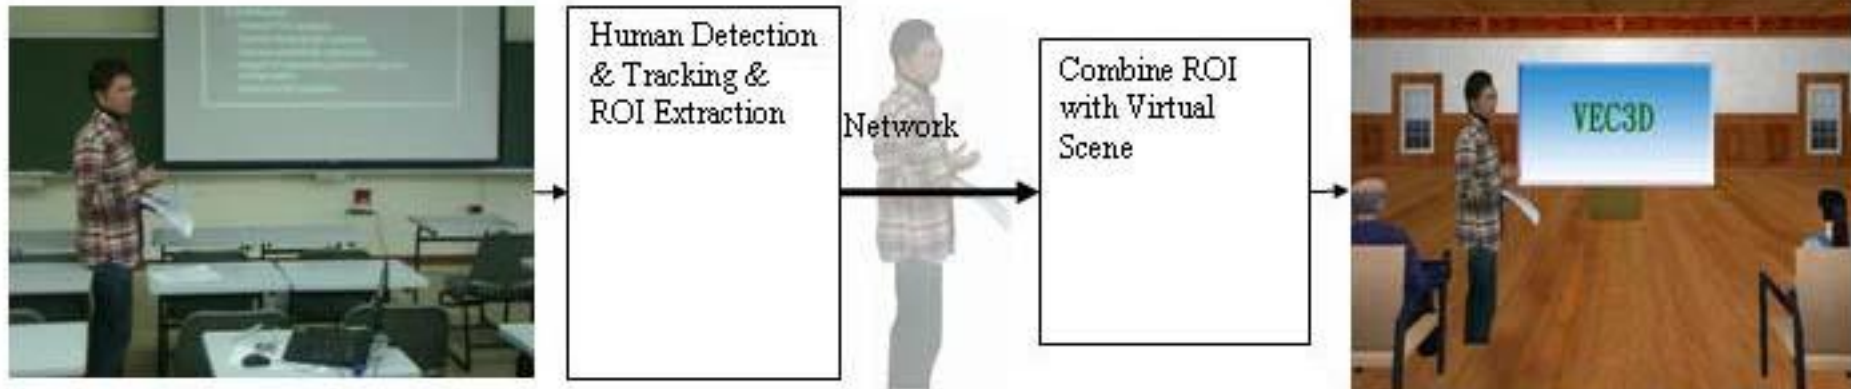 Human Detection
& Tracking &
ROI Extraction
Network
Combine ROI
with Virtual
Scene
VEC3D